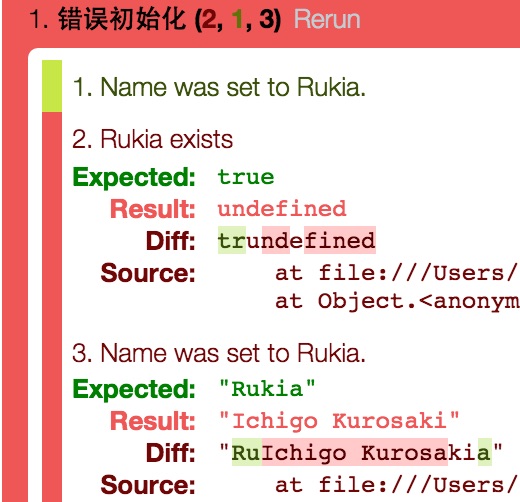 1. 错误初始化 (2, 1, 3) Rerun
1. Name was set to Rukia.
2. Rukia exists
Expected: true
Result: undefined
Diff: trundefined
Source: at file:///Users/
at Object.<anonym
3. Name was set to Rukia.
Expected: "Rukia"
Result: "Ichigo Kurosaki"
Diff: "RuIchigo Kurosakia"
Source: at file:///Users/